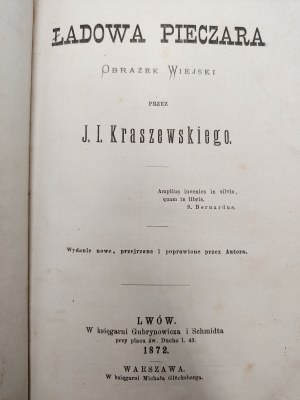 ŁADOWA PIECZARA
OBRAZEK WIEJSKI
PRZEZ
J. I. Kraszewskiego.
Amplius invenies in silvis,
quam in libris.
S. Bernardus.
Wydanie nowe, przejrzane i poprawione przez Autora.
LWÓW.
W księgarni Gubrynowicza i Schmidta
przy placu św. Ducha l. 43.
1872.
WARSZAWA.
W księgarni Michała Glücksberga.